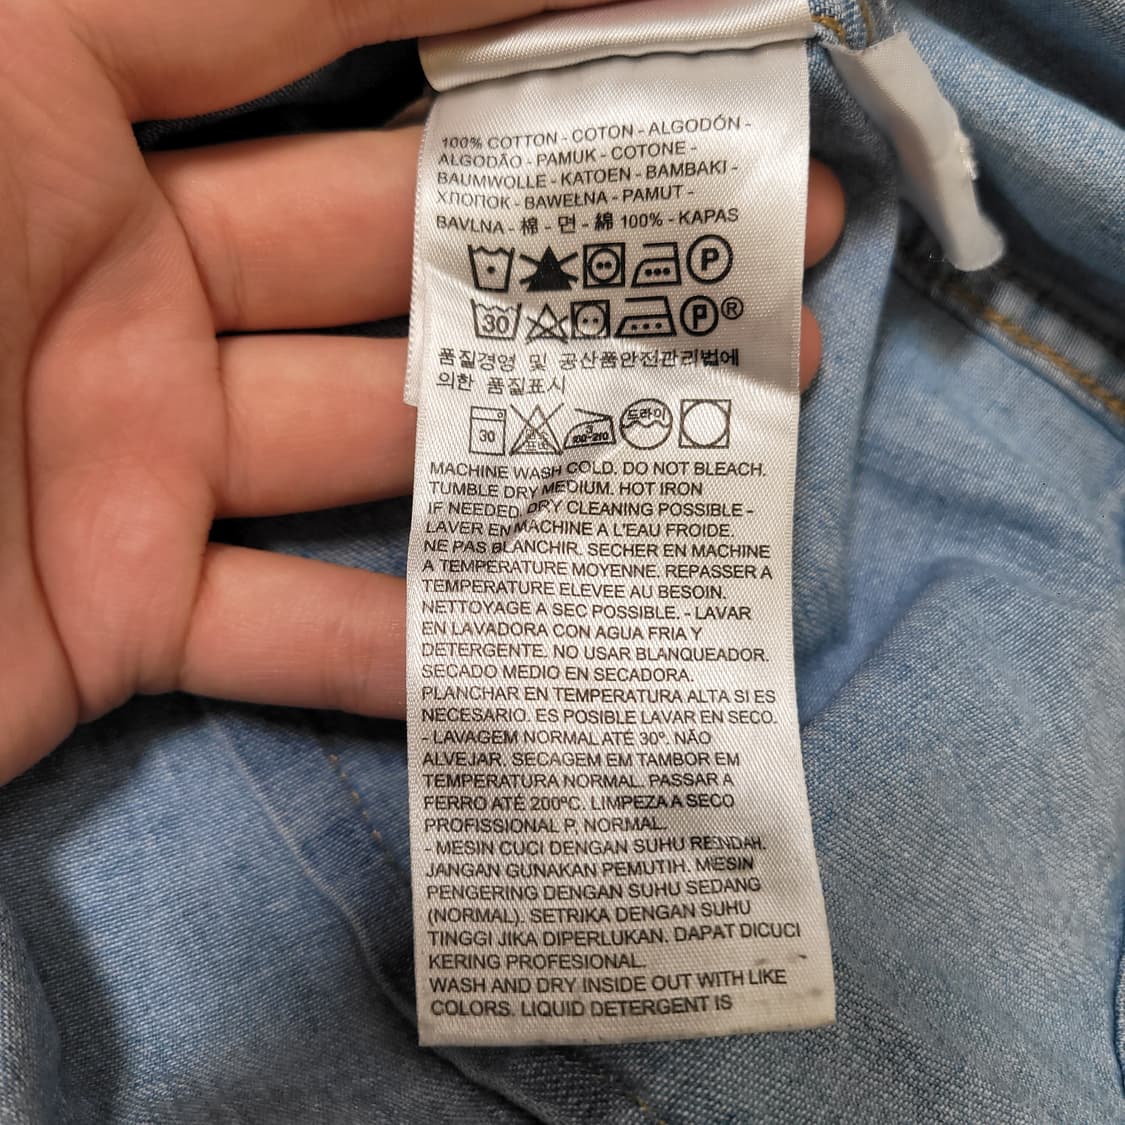 100% COTTON - COTON - ALGODÓN -
ALGODÃO - PAMUK - COTONE -
BAUMWOLLE - KATOEN - BAMBAKI -
ХЛОПОК - BAWEŁNA - PAMUT -
BAVLNA - 棉 - 면 - 綿 100% - KAPAS
P
30 P®
품질경영 및 공산품안전관리법에
의한 품질표시
30 3 드라이
MACHINE WASH COLD. DO NOT BLEACH.
TUMBLE DRY MEDIUM. HOT IRON
IF NEEDED. DRY CLEANING POSSIBLE -
LAVER EN MACHINE A L'EAU FROIDE.
NE PAS BLANCHIR. SECHER EN MACHINE
A TEMPERATURE MOYENNE. REPASSER A
TEMPERATURE ELEVEE AU BESOIN.
NETTOYAGE A SEC POSSIBLE. - LAVAR
EN LAVADORA CON AGUA FRIA Y
DETERGENTE. NO USAR BLANQUEADOR.
SECADO MEDIO EN SECADORA.
PLANCHAR EN TEMPERATURA ALTA SI ES
NECESARIO. ES POSIBLE LAVAR EN SECO.
- LAVAGEM NORMAL ATÉ 30º. NÃO
ALVEJAR. SECAGEM EM TAMBOR EM
TEMPERATURA NORMAL. PASSAR A
FERRO ATÉ 200ºC. LIMPEZA A SECO
PROFISSIONAL P. NORMAL.
- MESIN CUCI DENGAN SUHU RENDAH.
JANGAN GUNAKAN PEMUTIH. MESIN
PENGERING DENGAN SUHU SEDANG
(NORMAL). SETRIKA DENGAN SUHU
TINGGI JIKA DIPERLUKAN. DAPAT DICUCI
KERING PROFESIONAL.
WASH AND DRY INSIDE OUT WITH LIKE
COLORS. LIQUID DETERGENT IS